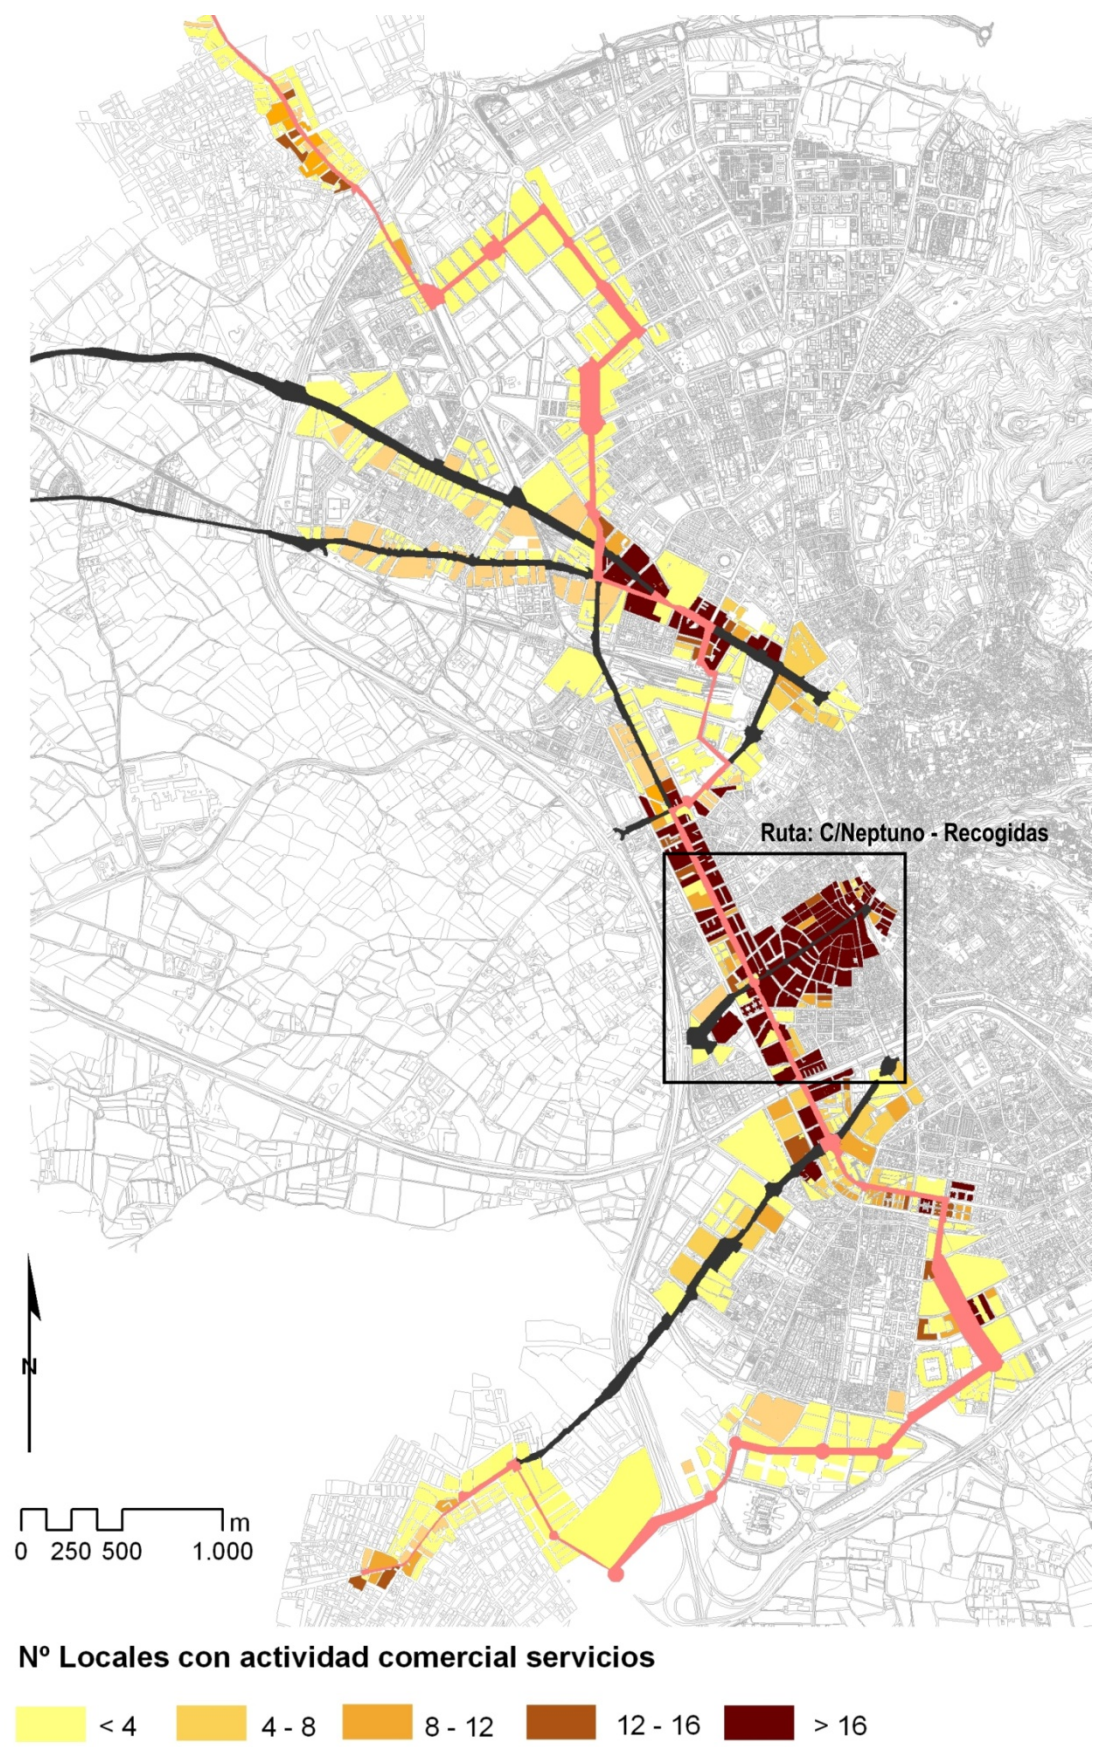 Ruta: C/Neptuno - Recogidas
N
m
0 250 500 1.000
Nº Locales con actividad comercial servicios
< 4 4 - 8 8 - 12 12 - 16 > 16